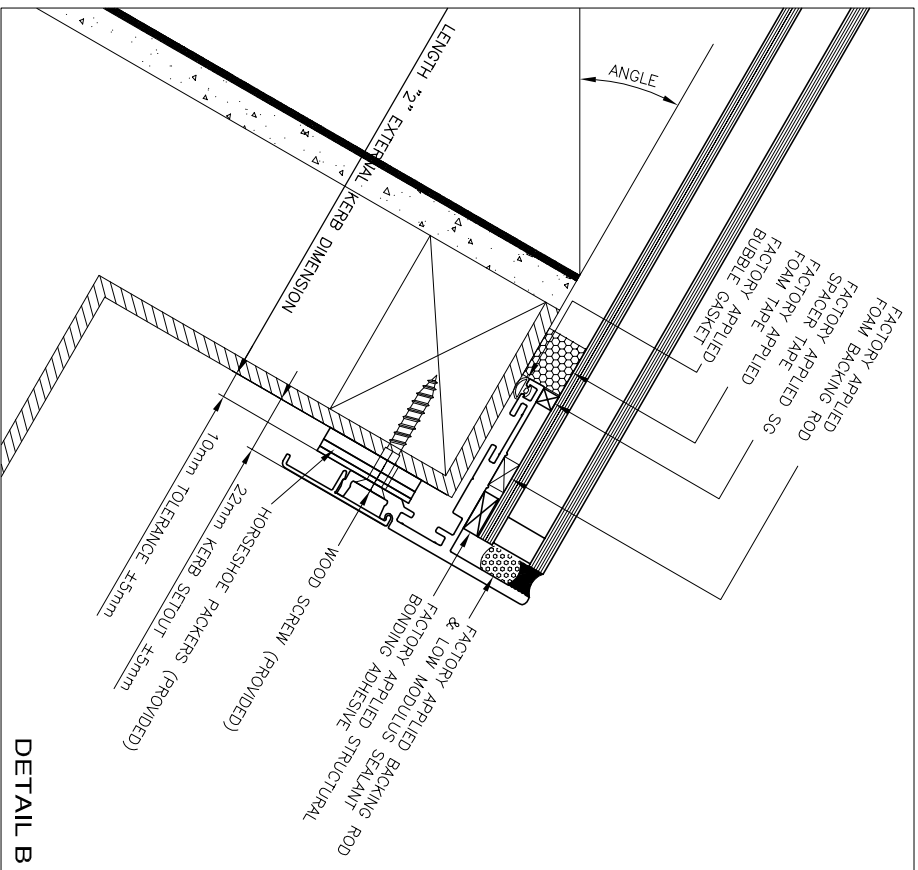 ANGLE
LENGTH "2" EXTERNAL KERB DIMENSION
FACTORY APPLIED
BUBBLE GASKET
FACTORY APPLIED
FOAM TAPE
FACTORY APPLIED SG
SPACER TAPE
FACTORY APPLIED
FOAM BACKING ROD
10mm TOLERANCE ±5mm
22mm KERB SETOUT ±5mm
HORSESHOE PACKERS (PROVIDED)
WOOD SCREW (PROVIDED)
FACTORY APPLIED STRUCTURAL
BONDING ADHESIVE
FACTORY APPLIED BACKING ROD
& LOW MODULUS SEALANT
DETAIL B